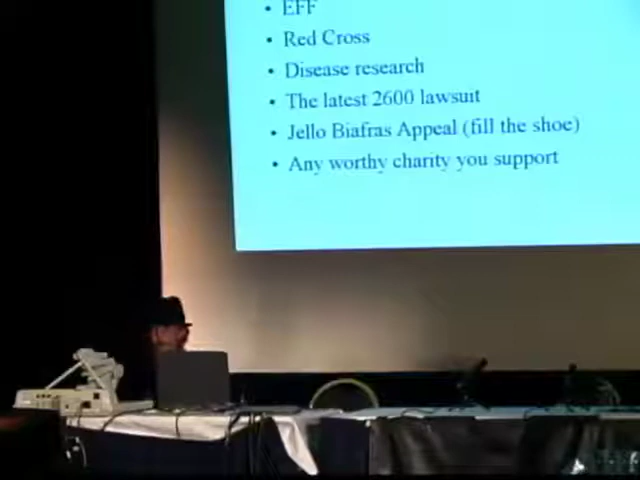 • EFF
• Red Cross
• Disease research
• The latest 2600 lawsuit
• Jello Biafras Appeal (fill the shoe)
• Any worthy charity you support